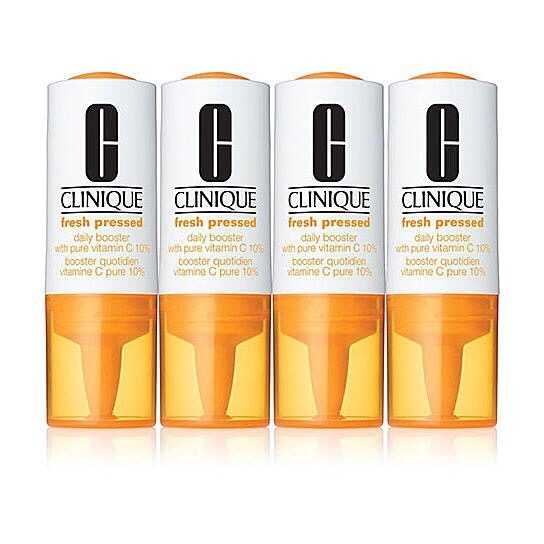 CLINIQUE
fresh pressed
daily booster
with pure vitamin C 10%
booster quotidien
vitamine C pure 10%
CLINIQUE
fresh pressed
daily booster
with pure vitamin C 10%
booster quotidien
vitamine C pure 10%
CLINIQUE
fresh pressed
daily booster
with pure vitamin C 10%
booster quotidien
vitamine C pure 10%
CLINIQUE
fresh pressed
daily booster
with pure vitamin C 10%
booster quotidien
vitamine C pure 10%